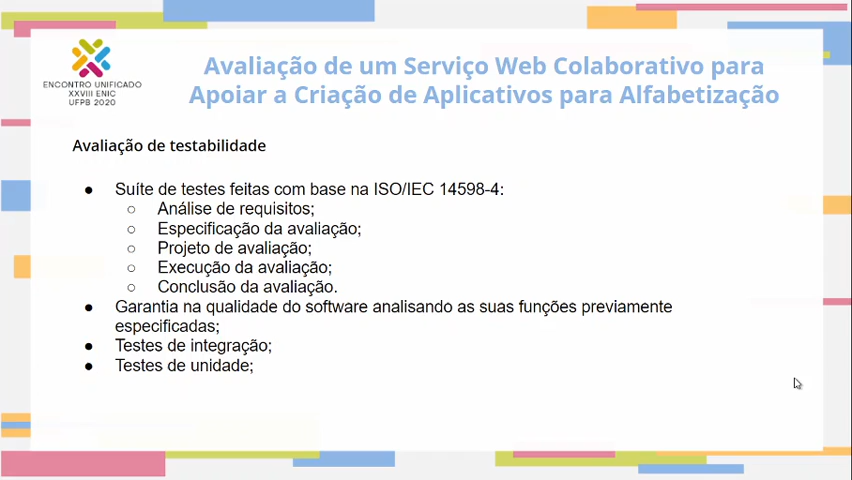 ENCONTRO UNIFICADO
XXVIII ENIC
UFPB 2020
Avaliação de um Serviço Web Colaborativo para
Apoiar a Criação de Aplicativos para Alfabetização
Avaliação de testabilidade
● Suíte de testes feitas com base na ISO/IEC 14598-4:
○ Análise de requisitos;
○ Especificação da avaliação;
○ Projeto de avaliação;
○ Execução da avaliação;
○ Conclusão da avaliação.
● Garantia na qualidade do software analisando as suas funções previamente
especificadas;
● Testes de integração;
● Testes de unidade;